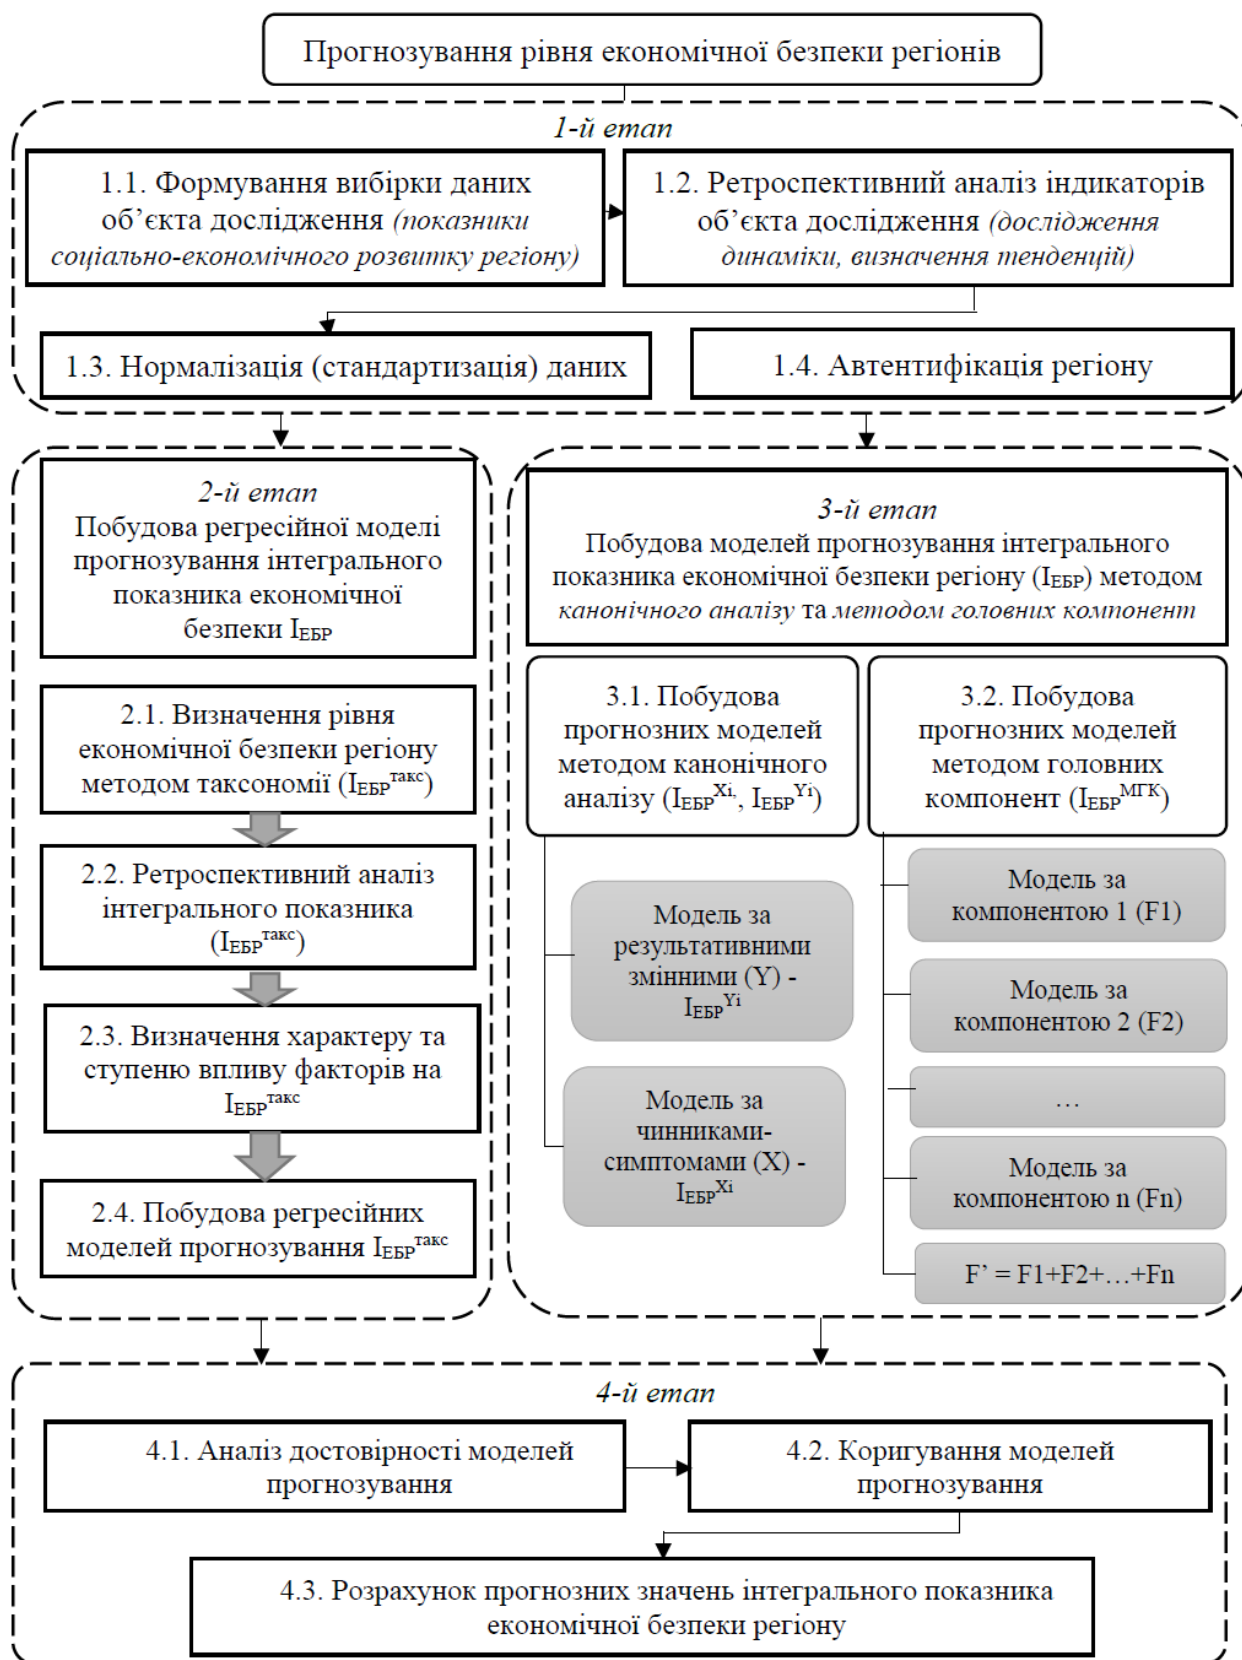 Прогнозування рівня економічної безпеки регіонів
1-й етап
1.1. Формування вибірки даних
об’єкта дослідження (показники
соціально-економічного розвитку регіону)
1.2. Ретроспективний аналіз індикаторів
об’єкта дослідження (дослідження
динаміки, визначення тенденцій)
1.3. Нормалізація (стандартизація) даних
1.4. Автентифікація регіону
2-й етап
Побудова регресійної моделі
прогнозування інтегрального
показника економічної
безпеки IЕБР
2.1. Визначення рівня
економічної безпеки регіону
методом таксономії (IЕБРтакс)
2.2. Ретроспективний аналіз
інтегрального показника
(IЕБРтакс)
2.3. Визначення характеру та
ступеню впливу факторів на
IЕБРтакс
2.4. Побудова регресійних
моделей прогнозування IЕБРтакс
3-й етап
Побудова моделей прогнозування інтегрального
показника економічної безпеки регіону (IЕБР) методом
канонічного аналізу та методом головних компонент
3.1. Побудова
прогнозних моделей
методом канонічного
аналізу (IЕБРXi, IЕБРYi)
Модель за
результативними
змінними (Y) -
IЕБРYi
Модель за
чинниками-
симптомами (X) -
IЕБРXi
3.2. Побудова
прогнозних моделей
методом головних
компонент (IЕБРМГК)
Модель за
компонентою 1 (F1)
Модель за
компонентою 2 (F2)
…
Модель за
компонентою n (Fn)
F’ = F1+F2+…+Fn
4-й етап
4.1. Аналіз достовірності моделей
прогнозування
4.2. Коригування моделей
прогнозування
4.3. Розрахунок прогнозних значень інтегрального показника
економічної безпеки регіону